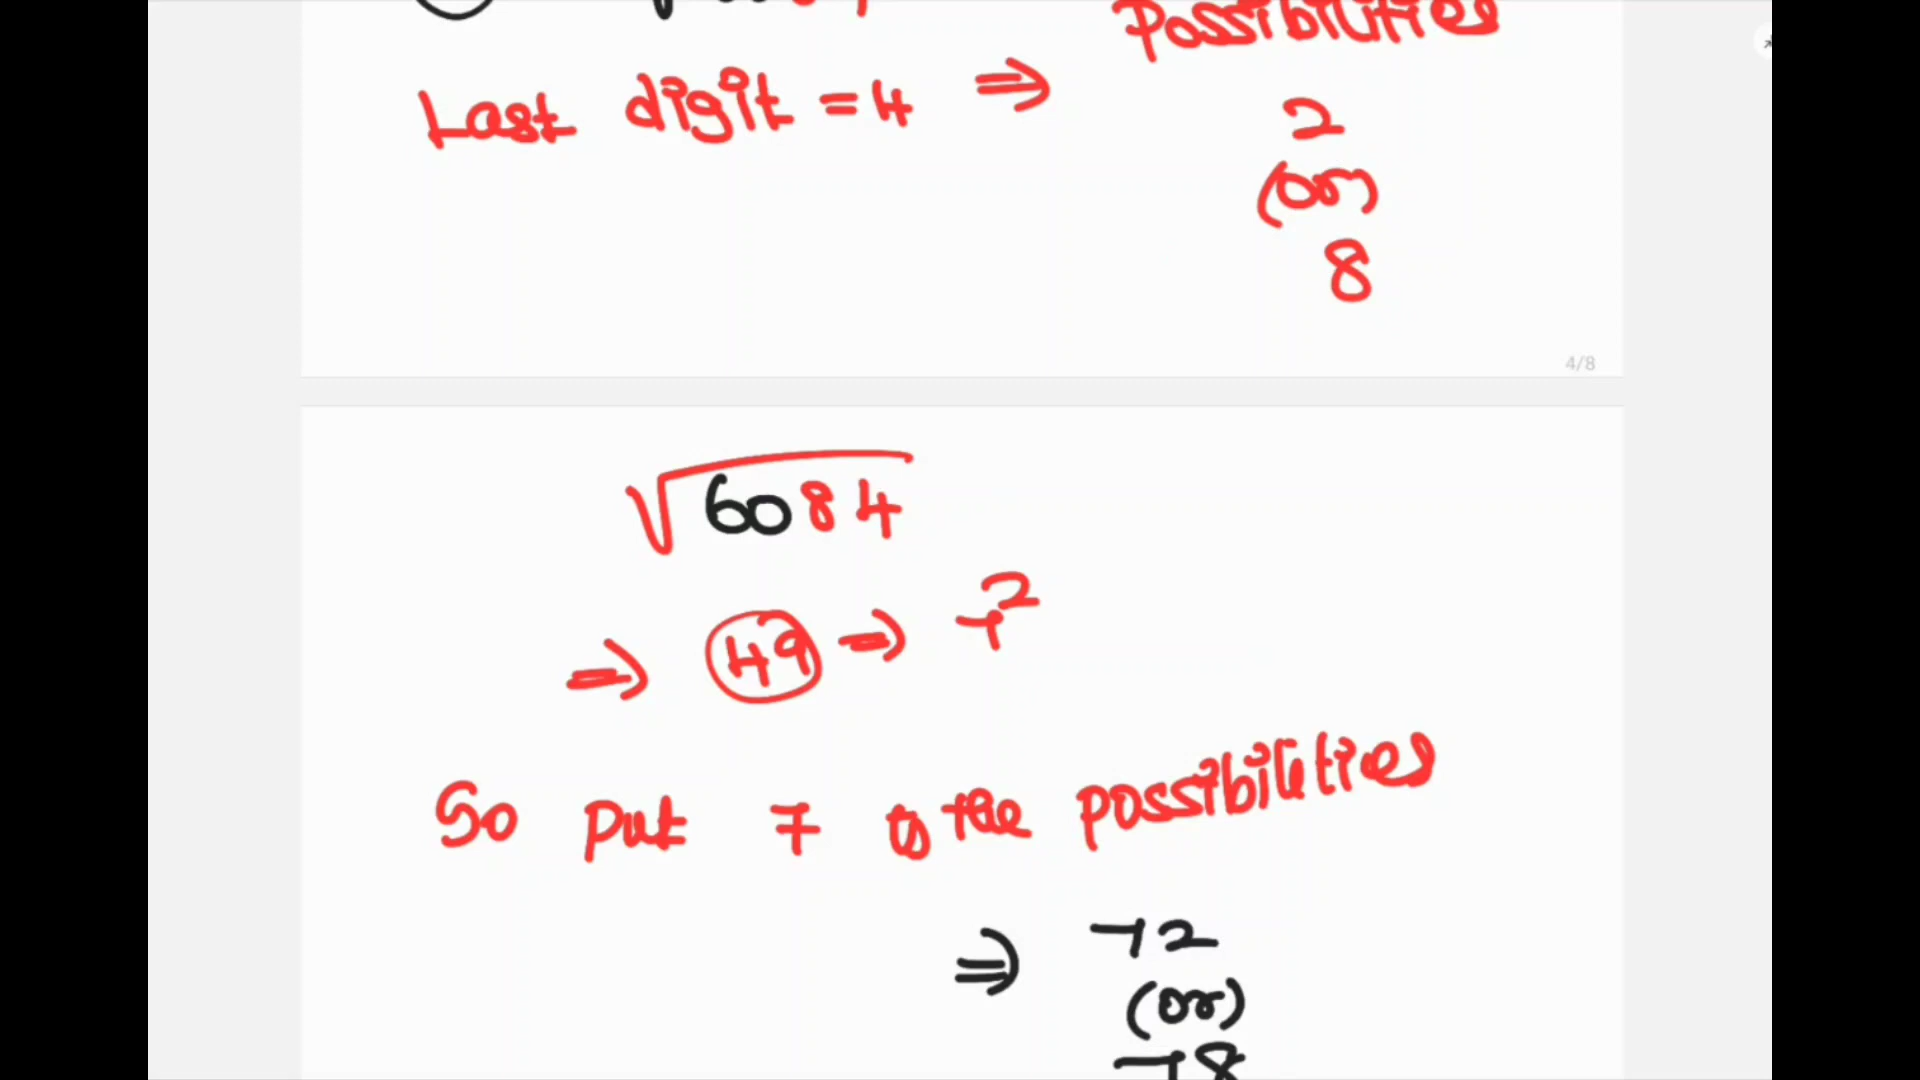 Possibilities
Last digit = 4 ⇒
2
(or)
8
4/8
√6084
⇒ 49 ⇒ 7²
So put 7 to the possibilities
⇒ 72
(or)
78